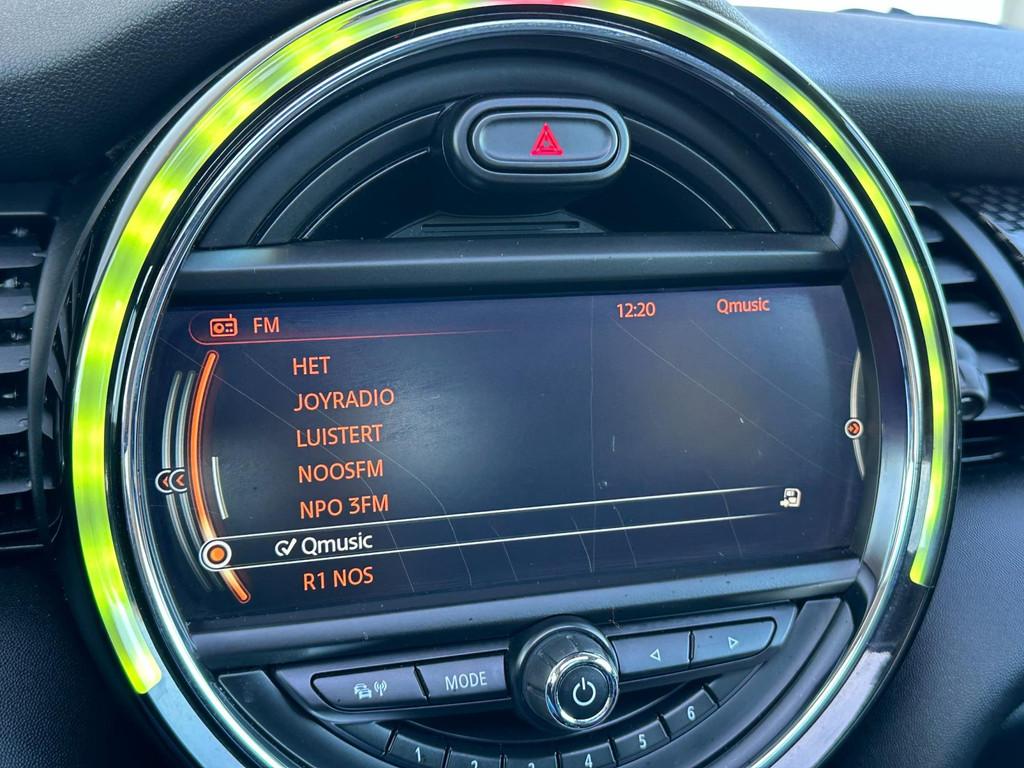 FM 12:20 Qmusic
HET
JOYRADIO
LUISTERT
NOOSFM
NPO 3FM
Qmusic
R1 NOS
MODE
1 2 3 4 5 6